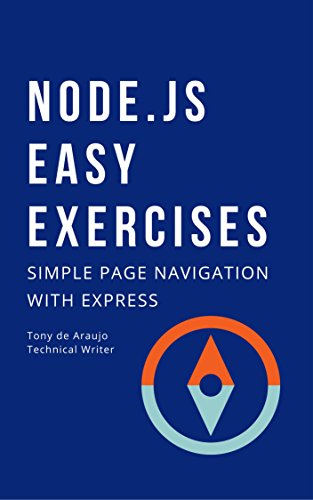 NODE.JS
EASY
EXERCISES
SIMPLE PAGE NAVIGATION
WITH EXPRESS
Tony de Araujo
Technical Writer